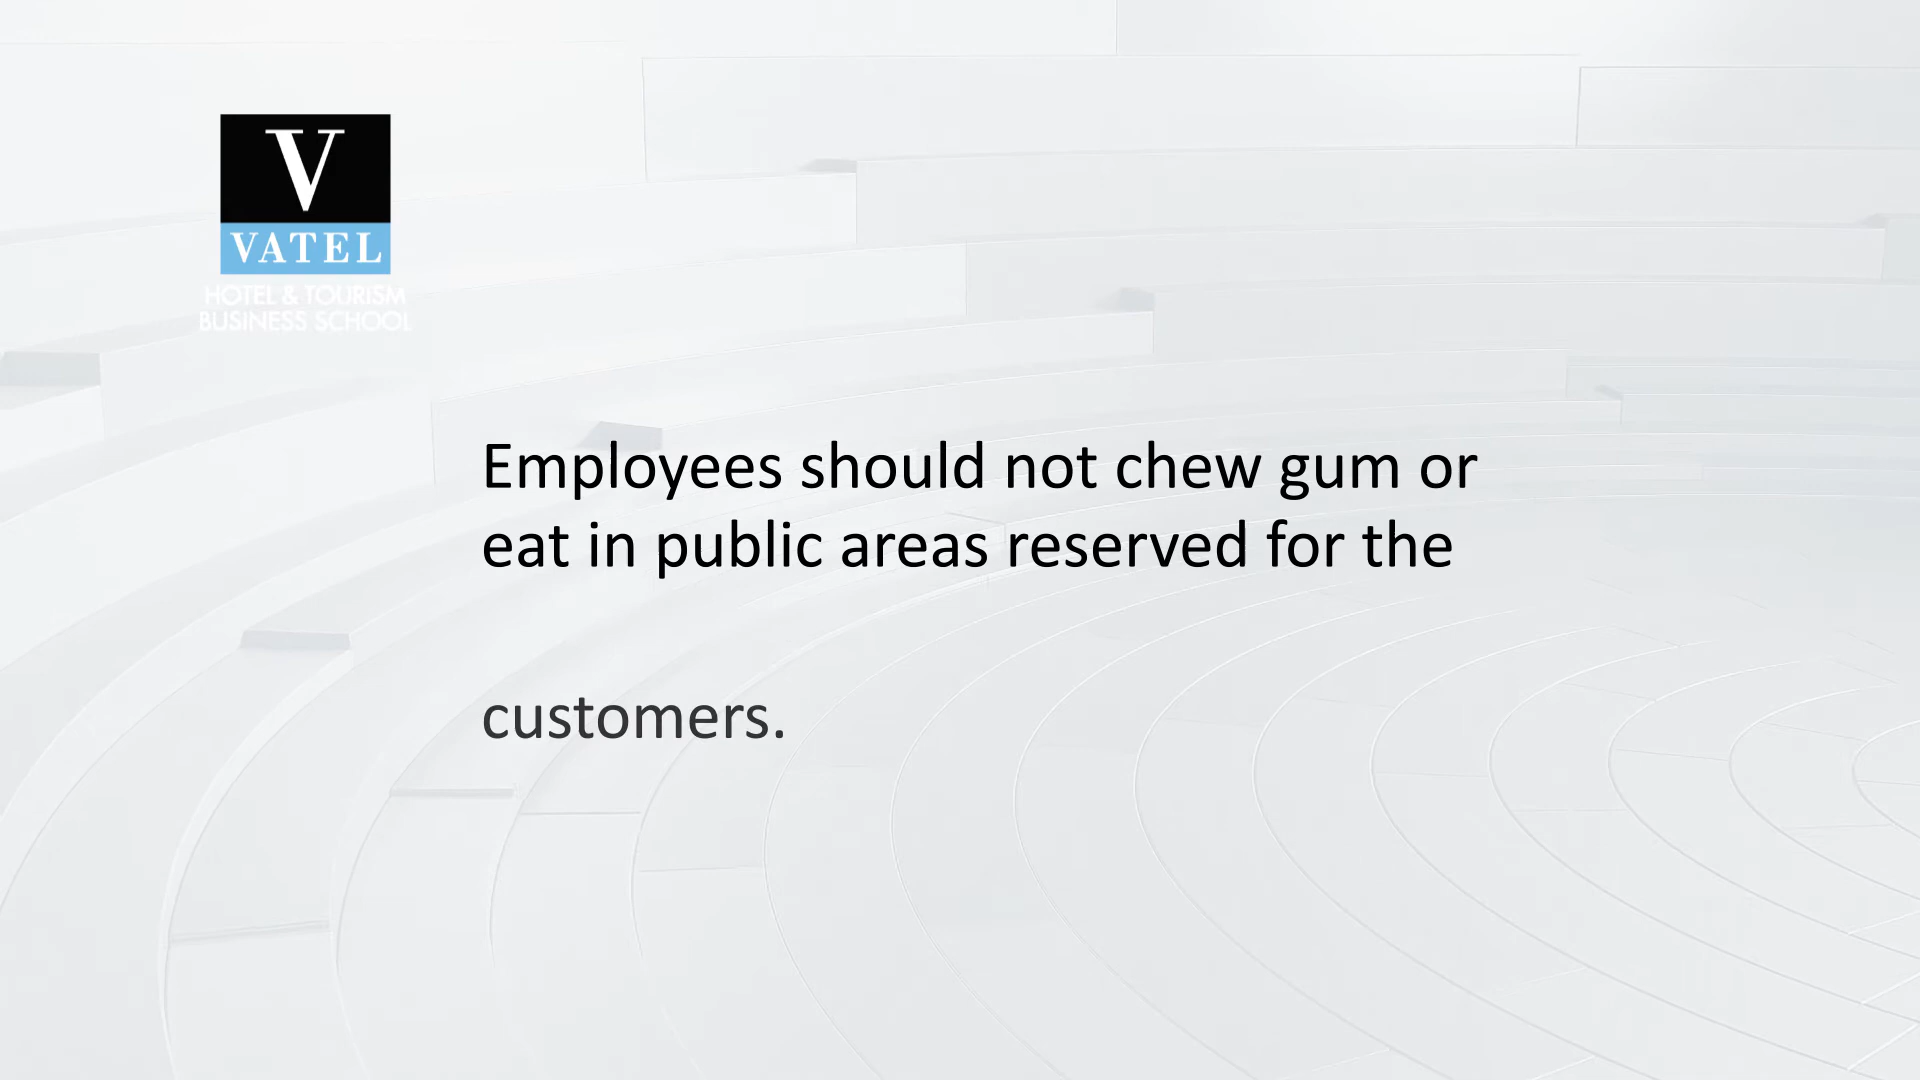 V
VATEL
HOTEL & TOURISM
BUSINESS SCHOOL
Employees should not chew gum or
eat in public areas reserved for the
customers.